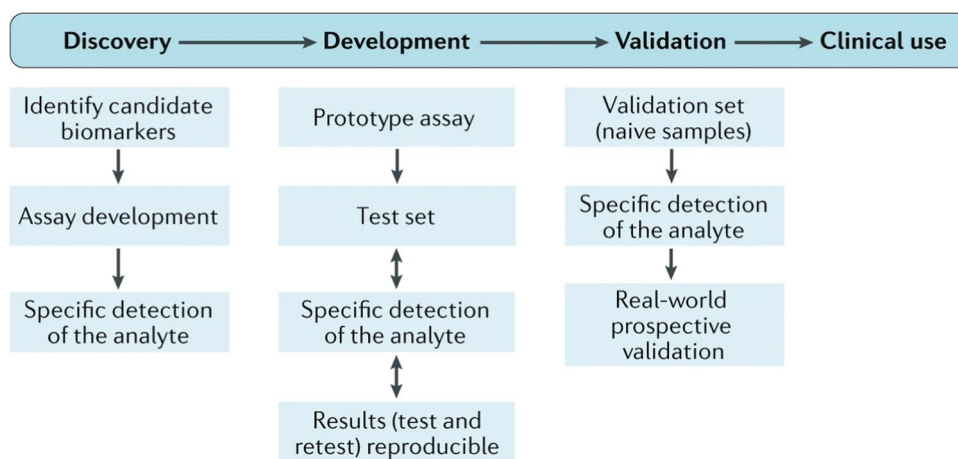 Discovery
Development
Validation
Clinical use
Identify candidate
biomarkers
Assay development
Specific detection
of the analyte
Prototype assay
Test set
Specific detection
of the analyte
Results (test and
retest) reproducible
Validation set
(naive samples)
Specific detection
of the analyte
Real-world
prospective
validation